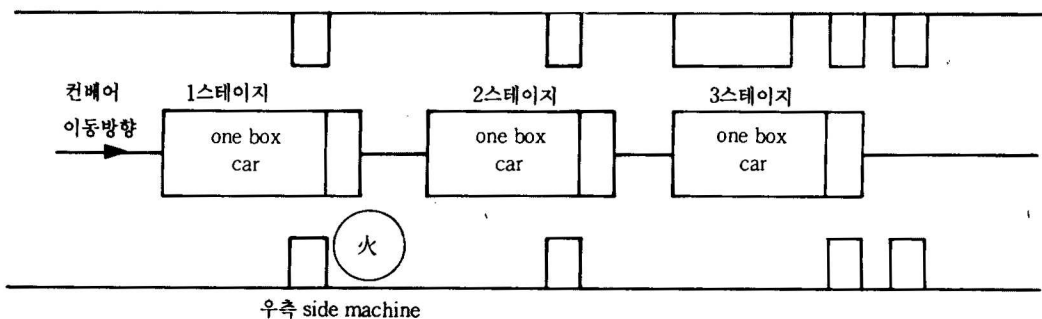 컨베어
이동방향
1스테이지
one box
car
2스테이지
one box
car
3스테이지
one box
car
火
우측 side machine